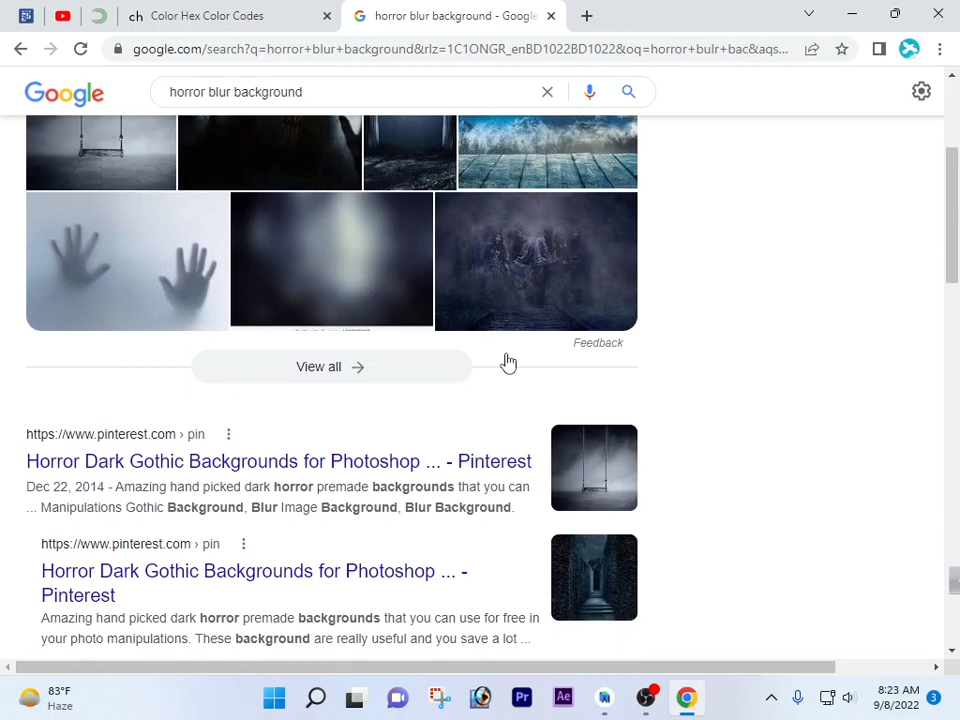 Color Hex Color Codes
horror blur background - Google
google.com/search?q=horror+blur+background&rlz=1C1ONGR_enBD1022BD1022&oq=horror+bulr+bac&aqs...
Google
horror blur background
Feedback
View all
https://www.pinterest.com › pin
Horror Dark Gothic Backgrounds for Photoshop ... - Pinterest
Dec 22, 2014 - Amazing hand picked dark horror premade backgrounds that you can
... Manipulations Gothic Background, Blur Image Background, Blur Background.
https://www.pinterest.com › pin
Horror Dark Gothic Backgrounds for Photoshop ... -
Pinterest
Amazing hand picked dark horror premade backgrounds that you can use for free in
your photo manipulations. These background are really useful and you save a lot ...
83°F
Haze
Pr
Ae
8:23 AM
9/8/2022
3